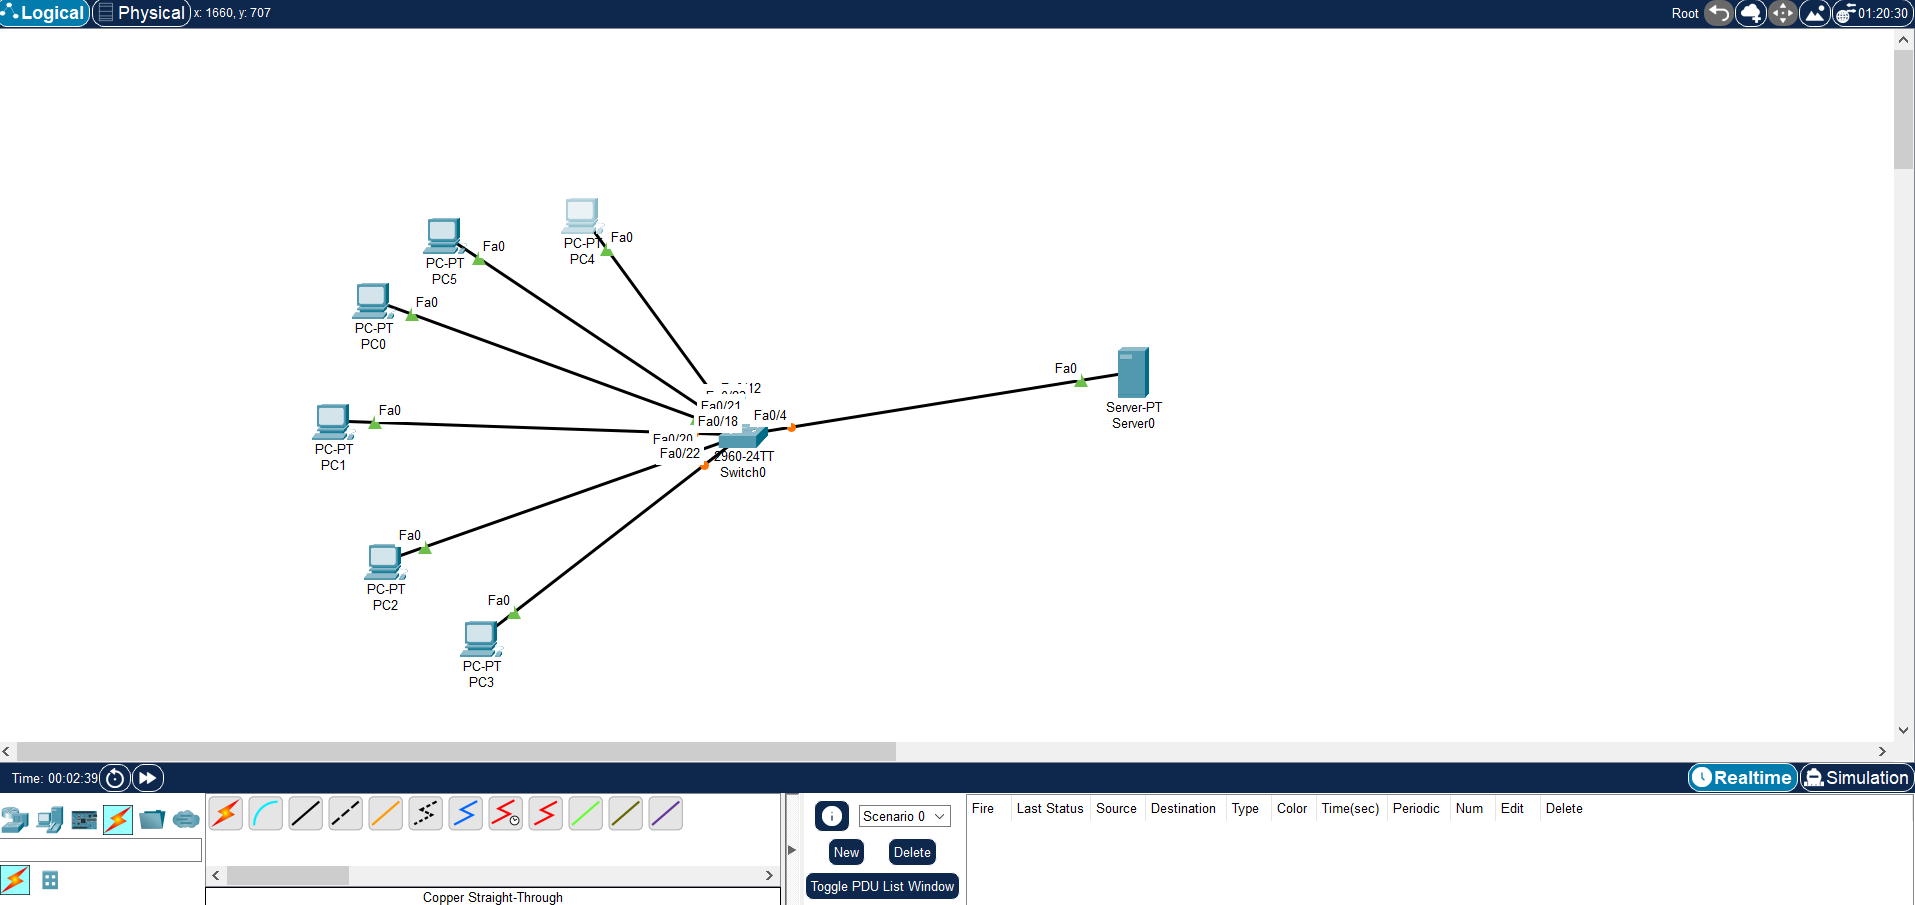 Logical Physical x: 1660, y: 707 Root 01:20:30
PC-PT
PC4
Fa0
PC-PT
PC5
Fa0
PC-PT
PC0
Fa0
PC-PT
PC1
Fa0
PC-PT
PC2
Fa0
PC-PT
PC3
Fa0
Fa0/21
Fa0/18
Fa0/20
Fa0/22
Fa0/4
2960-24TT
Switch0
Fa0
Server-PT
Server0
Time: 00:02:39 Realtime Simulation
Scenario 0
New Delete
Toggle PDU List Window
Fire Last Status Source Destination Type Color Time(sec) Periodic Num Edit Delete
Copper Straight-Through